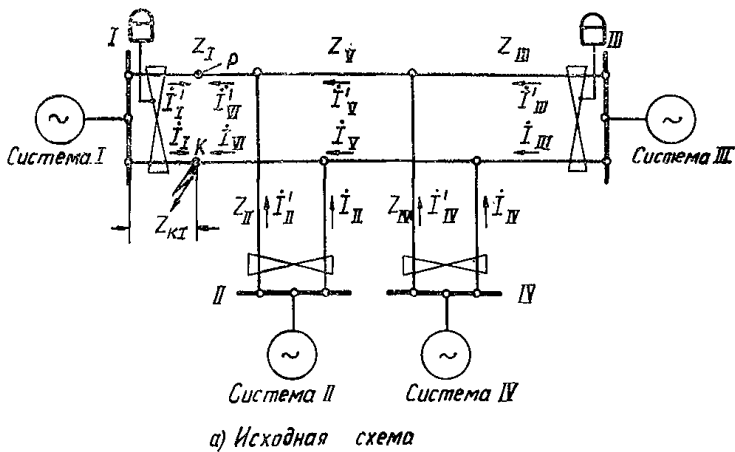 I
Z_I
P
Z_V
Z_III
III
İ'_I
İ'_VI
İ'_V
İ'_III
İ_I
K
İ_VI
İ_V
İ_III
Система I
Система III
Z_KI
Z_II
İ'_II
İ_II
Z_IV
İ'_IV
İ_IV
II
IV
~
~
~
~
Система II
Система IV
а) Исходная схема